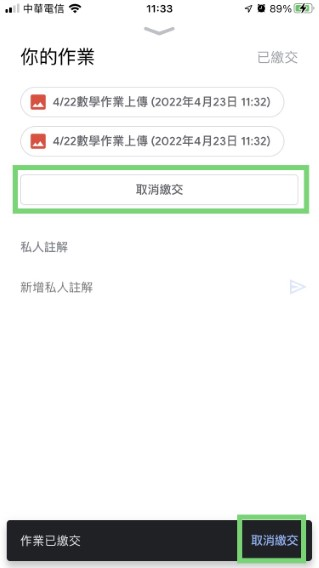 中華電信 11:33 89%
你的作業 已繳交
4/22數學作業上傳 (2022年4月23日 11:32)
4/22數學作業上傳 (2022年4月23日 11:32)
取消繳交
私人註解
新增私人註解
作業已繳交 取消繳交